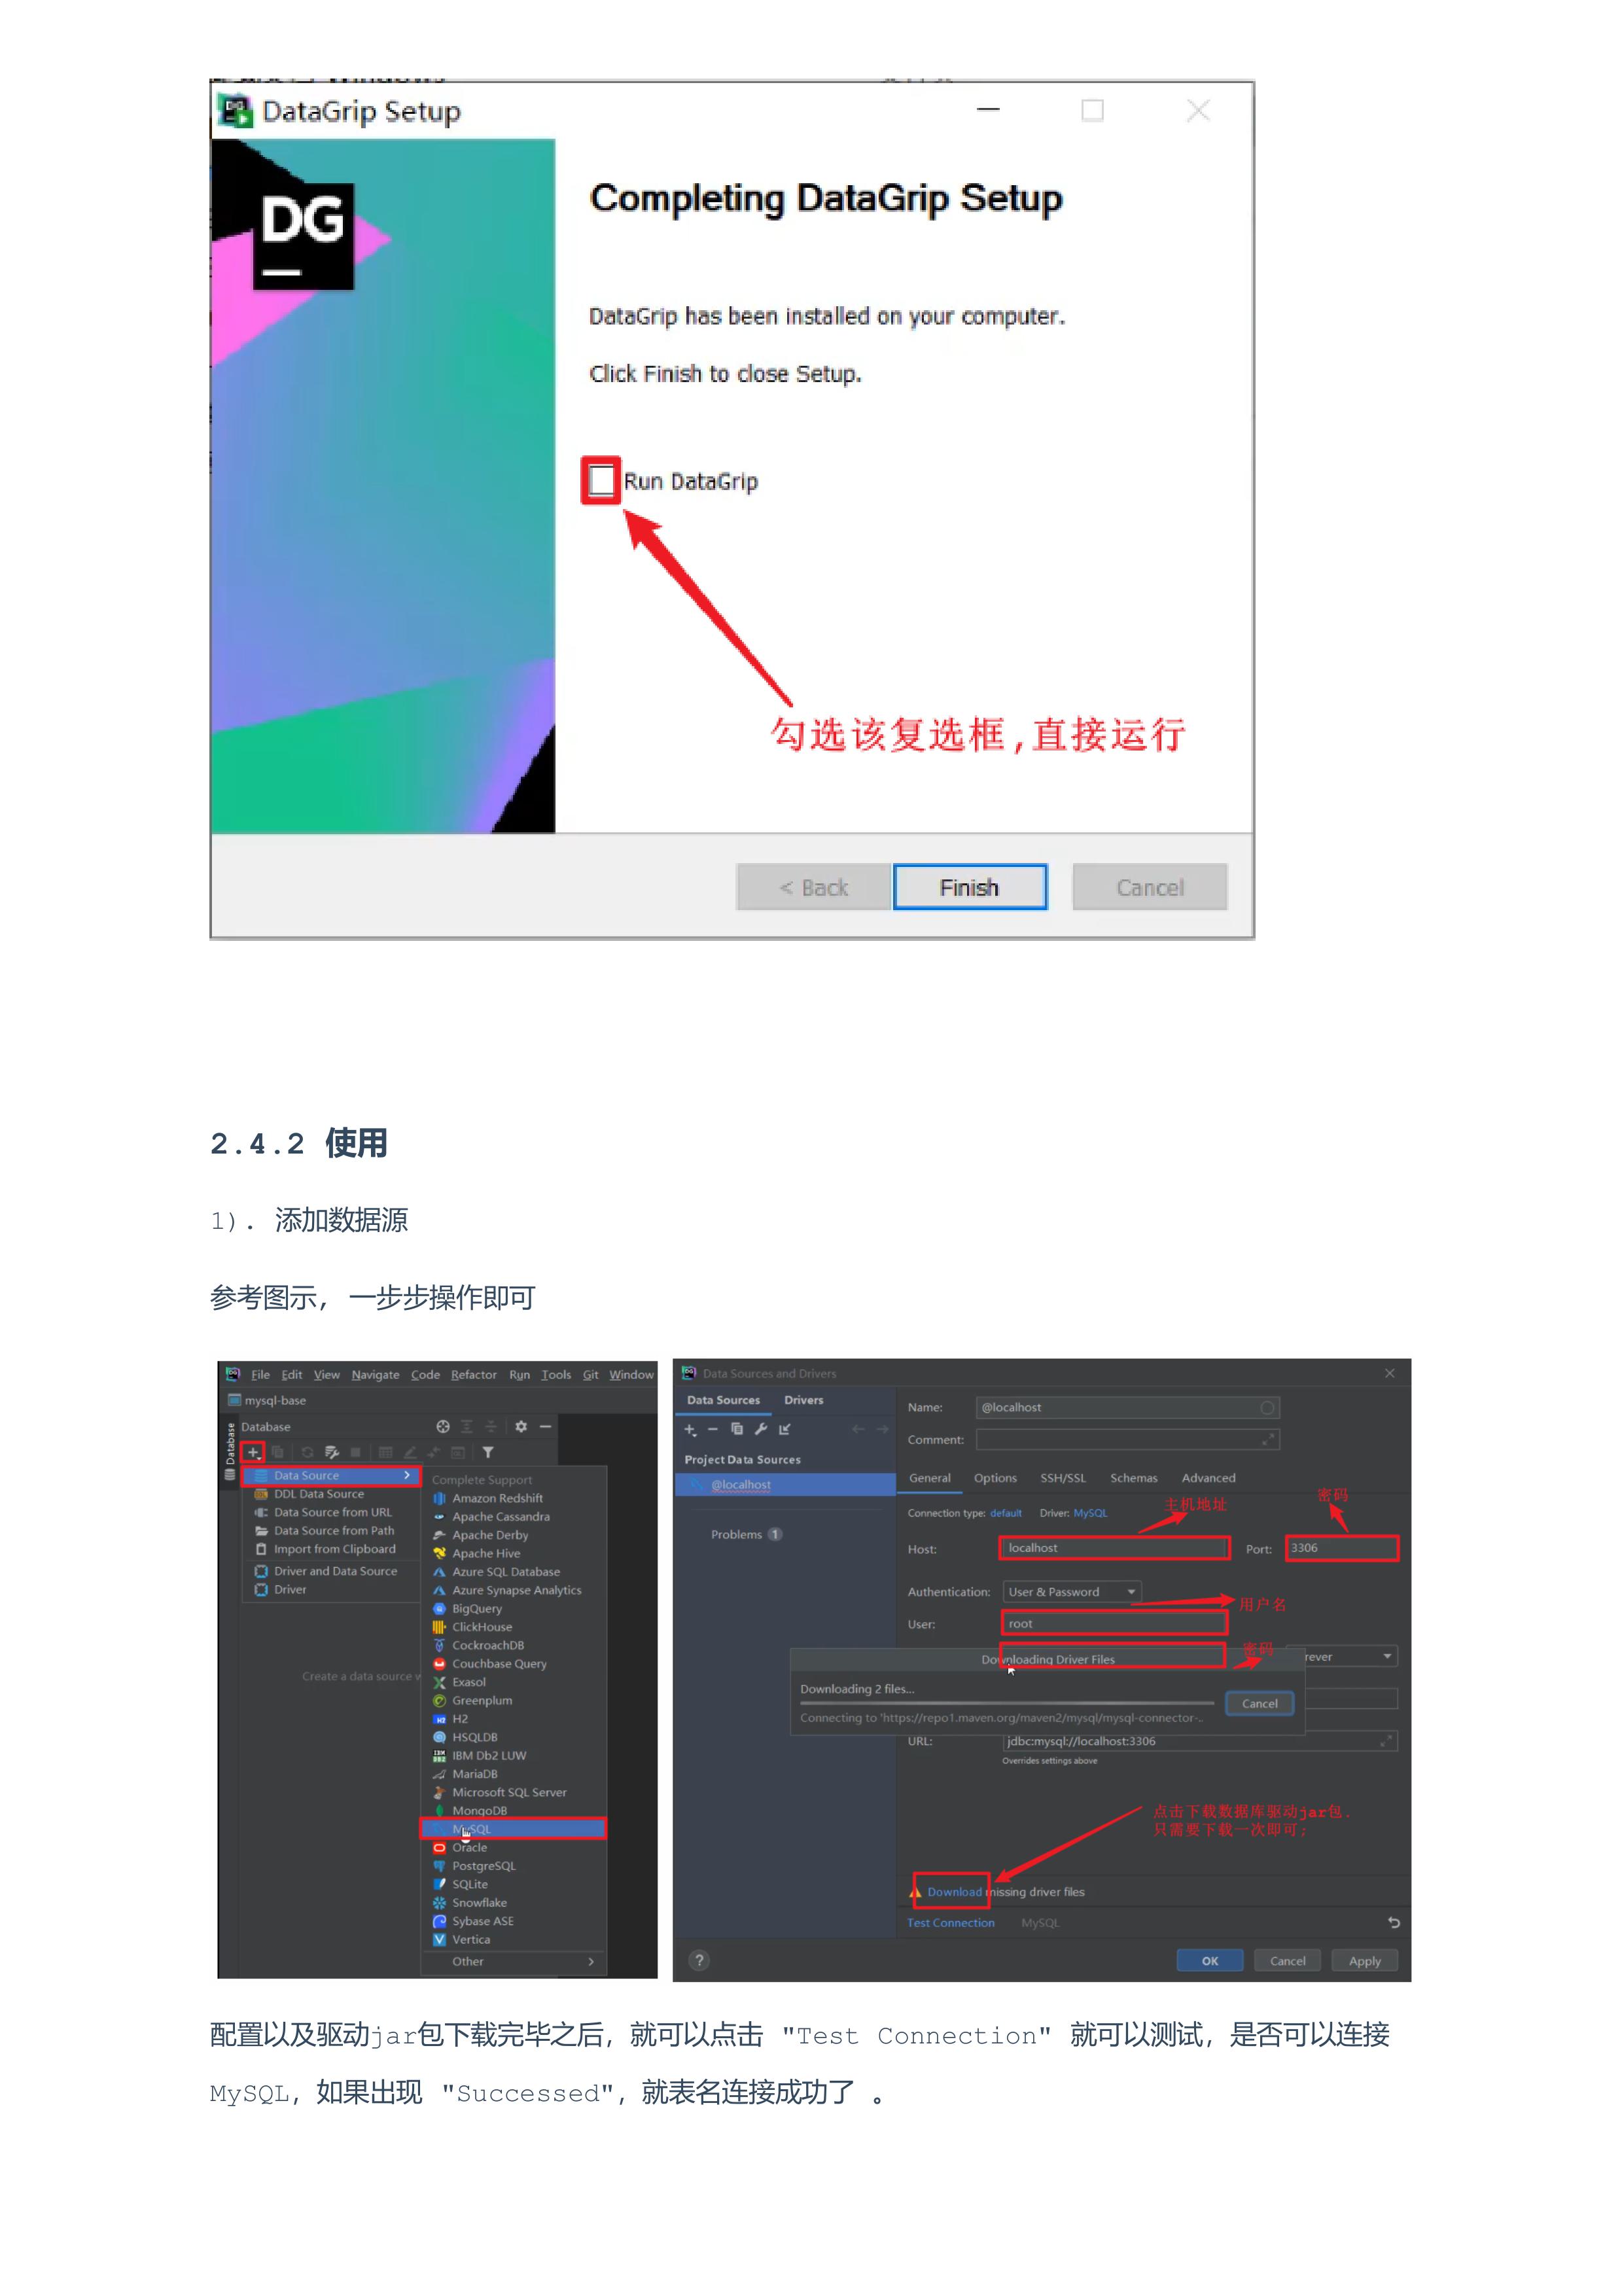 DataGrip Setup
DG
Completing DataGrip Setup
DataGrip has been installed on your computer.
Click Finish to close Setup.
Run DataGrip
勾选该复选框,直接运行
< Back
Finish
Cancel
2.4.2 使用
1). 添加数据源
参考图示, 一步步操作即可
File Edit View Navigate Code Refactor Run Tools Git Window
mysql-base
Database
Database
Data Source
DDL Data Source
Data Source from URL
Data Source from Path
Import from Clipboard
Driver and Data Source
Driver
Create a data source
Complete Support
Amazon Redshift
Apache Cassandra
Apache Derby
Apache Hive
Azure SQL Database
Azure Synapse Analytics
BigQuery
ClickHouse
CockroachDB
Couchbase Query
Exasol
Greenplum
H2
HSQLDB
IBM Db2 LUW
MariaDB
Microsoft SQL Server
MongoDB
MySQL
Oracle
PostgreSQL
SQLite
Snowflake
Sybase ASE
Vertica
Other
Data Sources and Drivers
Data Sources Drivers
Project Data Sources
@localhost
Problems 1
Name: @localhost
Comment:
General Options SSH/SSL Schemas Advanced
主机地址
密码
Connection type: default Driver: MySQL
Host: localhost Port: 3306
Authentication: User & Password
用户名
User: root
密码
rever
Downloading Driver Files
Downloading 2 files...
Cancel
Connecting to 'https://repo1.maven.org/maven2/mysql/mysql-connector-..
URL: jdbc:mysql://localhost:3306
Overrides settings above
点击下载数据库驱动jar包.
只需要下载一次即可;
Download missing driver files
Test Connection MySQL
?
OK
Cancel
Apply
配置以及驱动jar包下载完毕之后, 就可以点击 "Test Connection" 就可以测试, 是否可以连接
MySQL, 如果出现 "Successed", 就表名连接成功了 。